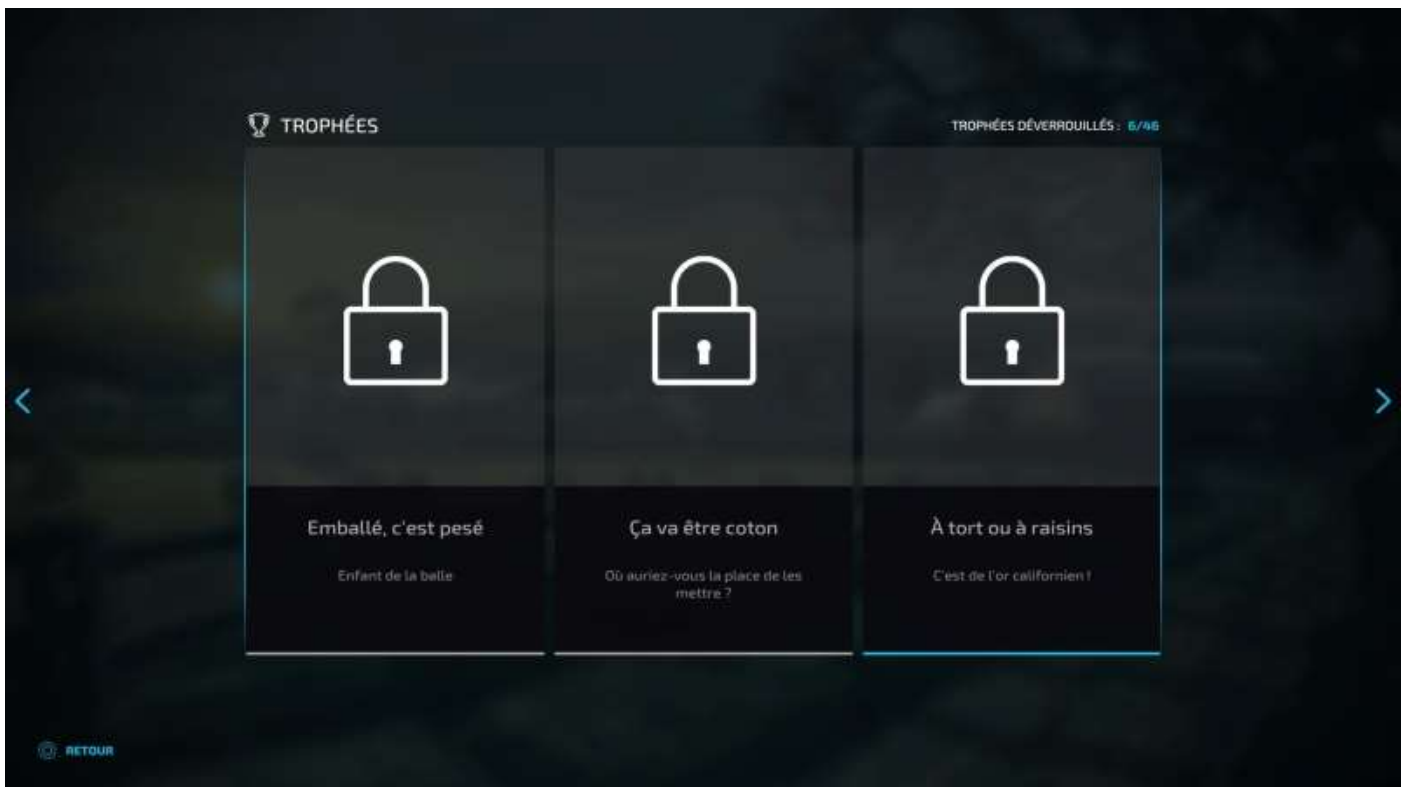 TROPHÉES
TROPHÉES DÉVERROUILLÉS : 6/46
Emballé, c'est pesé
Enfant de la balle
Ça va être coton
Où auriez-vous la place de les
mettre ?
À tort ou à raisins
C'est de l'or californien !
RETOUR